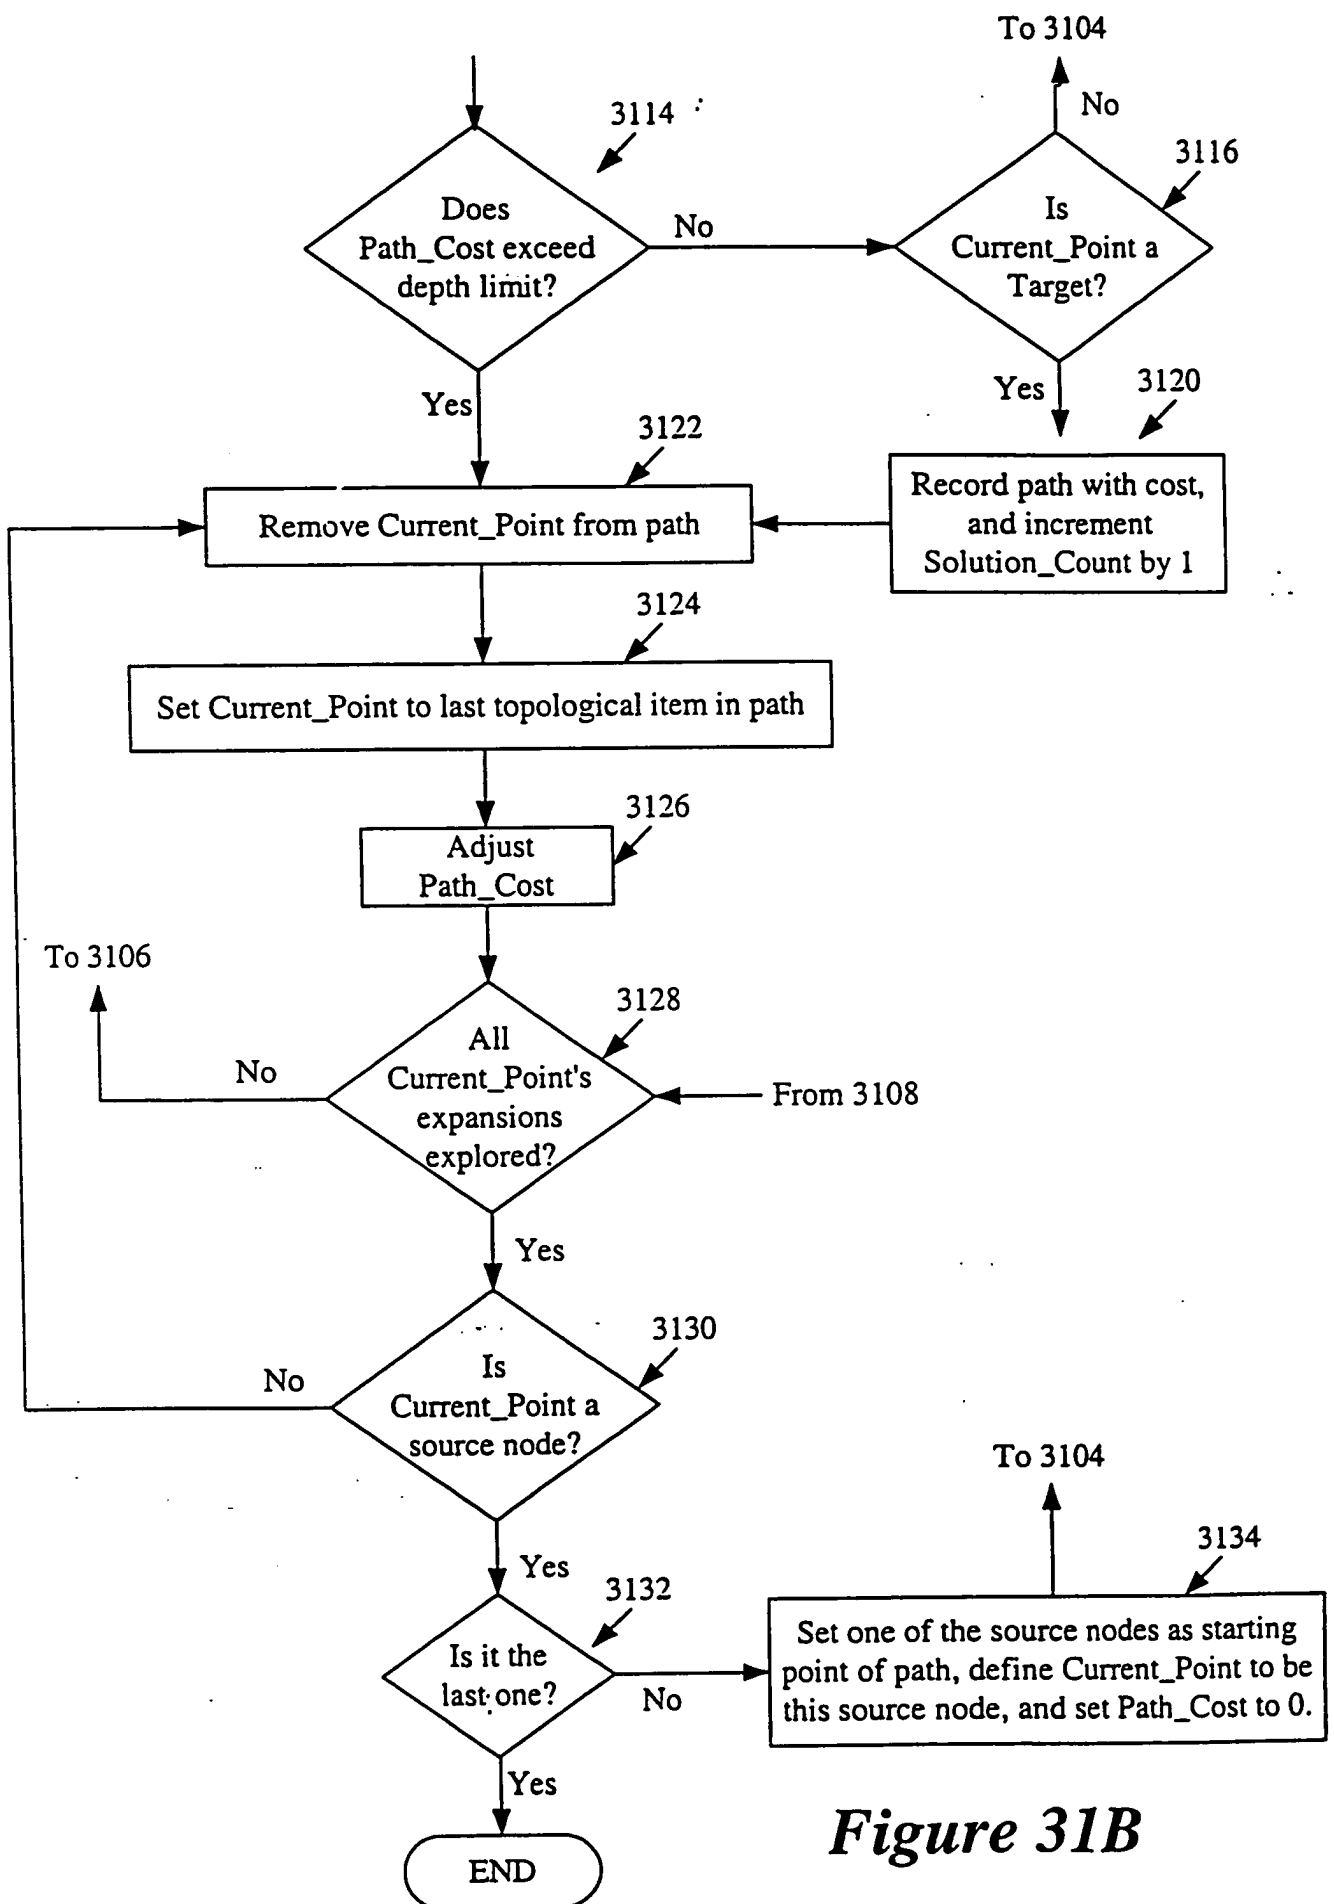 To 3104
No
3114
3116
Does
Path_Cost exceed
depth limit?
No
Is
Current_Point a
Target?
Yes
Yes
3120
3122
Remove Current_Point from path
Record path with cost,
and increment
Solution_Count by 1
3124
Set Current_Point to last topological item in path
3126
Adjust
Path_Cost
To 3106
3128
All
Current_Point's
expansions
explored?
No
From 3108
Yes
3130
Is
Current_Point a
source node?
No
To 3104
Yes
3132
3134
Is it the
last one?
No
Set one of the source nodes as starting
point of path, define Current_Point to be
this source node, and set Path_Cost to 0.
Yes
END
Figure 31B